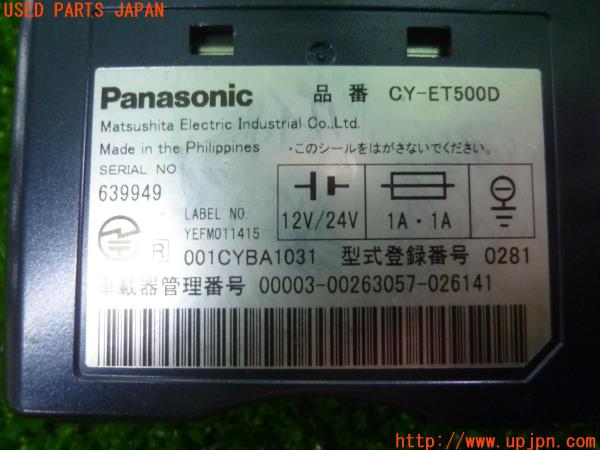 USED PARTS JAPAN
Panasonic 品番 CY-ET500D
Matsushita Electric Industrial Co.,Ltd.
Made in the Philippines ・このシールをはがさないでください。
SERIAL NO.
639949
LABEL NO.
YEFM011415
12V/24V 1A・1A
R 001CYBA1031 型式登録番号 0281
車載器管理番号 00003-00263057-026141
http://www.upjpn.com/